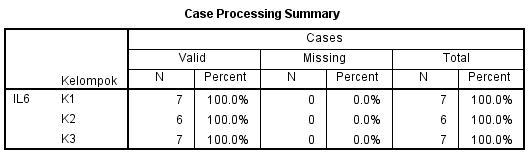 Case Processing Summary
Cases
Valid Missing Total
Kelompok N Percent N Percent N Percent
IL6 K1 7 100.0% 0 0.0% 7 100.0%
K2 6 100.0% 0 0.0% 6 100.0%
K3 7 100.0% 0 0.0% 7 100.0%